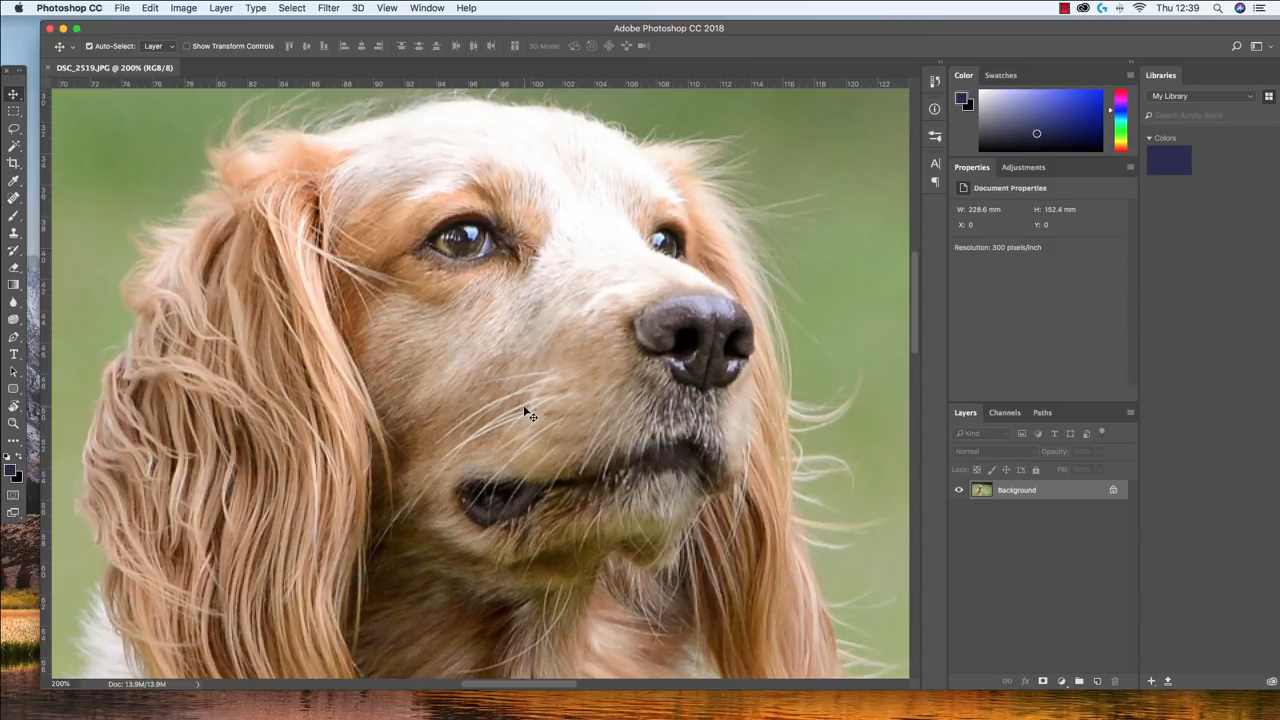 Photoshop CC File Edit Image Layer Type Select Filter 3D View Window Help Thu 12:39
Adobe Photoshop CC 2018
Auto-Select: Layer Show Transform Controls 3D Mode:
DSC_2519.JPG @ 200% (RGB/8)
70 72 74 76 78 80 82 84 86 88 90 92 94 96 98 100 102 104 106 108 110 112 114 116 118 120 122
Color Swatches
Libraries
My Library
Search Adobe Stock
Colors
Properties Adjustments
Document Properties
W: 228.6 mm H: 152.4 mm
X: 0 Y: 0
Resolution: 300 pixels/inch
Layers Channels Paths
Kind
Normal Opacity: 100%
Lock: Fill: 100%
Background
200% Doc: 13.9M/13.9M